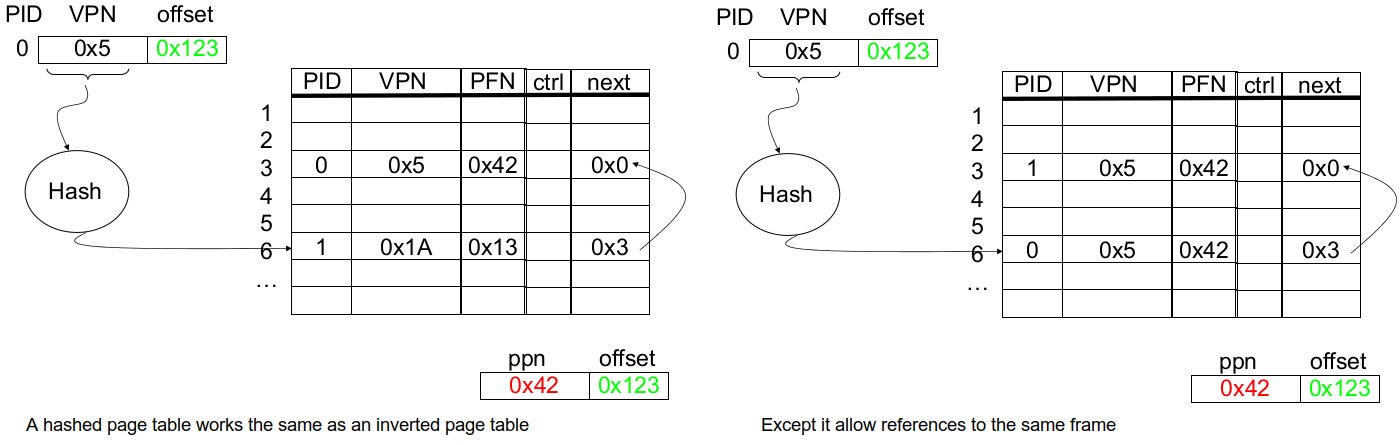 PID VPN offset
0 0x5 0x123
PID VPN PFN ctrl next
1
2
3 0 0x5 0x42 0x0
Hash
4
5
6 1 0x1A 0x13 0x3
...
ppn offset
0x42 0x123
A hashed page table works the same as an inverted page table
PID VPN offset
0 0x5 0x123
PID VPN PFN ctrl next
1
2
3 1 0x5 0x42 0x0
Hash
4
5
6 0 0x5 0x42 0x3
...
ppn offset
0x42 0x123
Except it allow references to the same frame